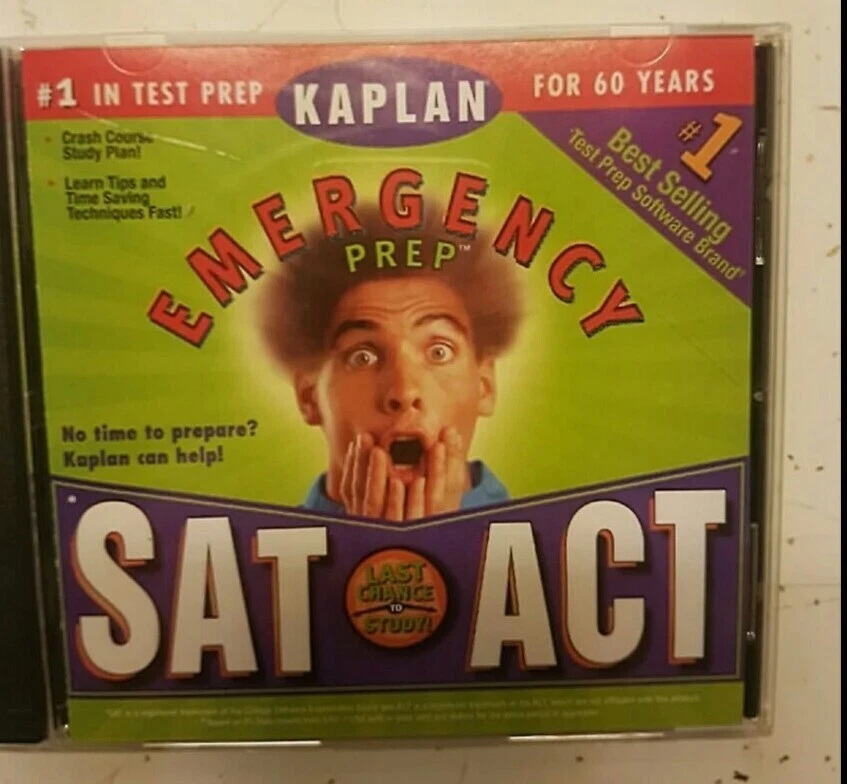 #1 IN TEST PREP KAPLAN FOR 60 YEARS
Crash Course
Study Plan!
Learn Tips and
Time Saving
Techniques Fast!
#1
Best Selling
Test Prep Software Brand*
EMERGENCY
PREP™
No time to prepare?
Kaplan can help!
*SAT ACT
LAST
CHANCE
TO
STUDY!